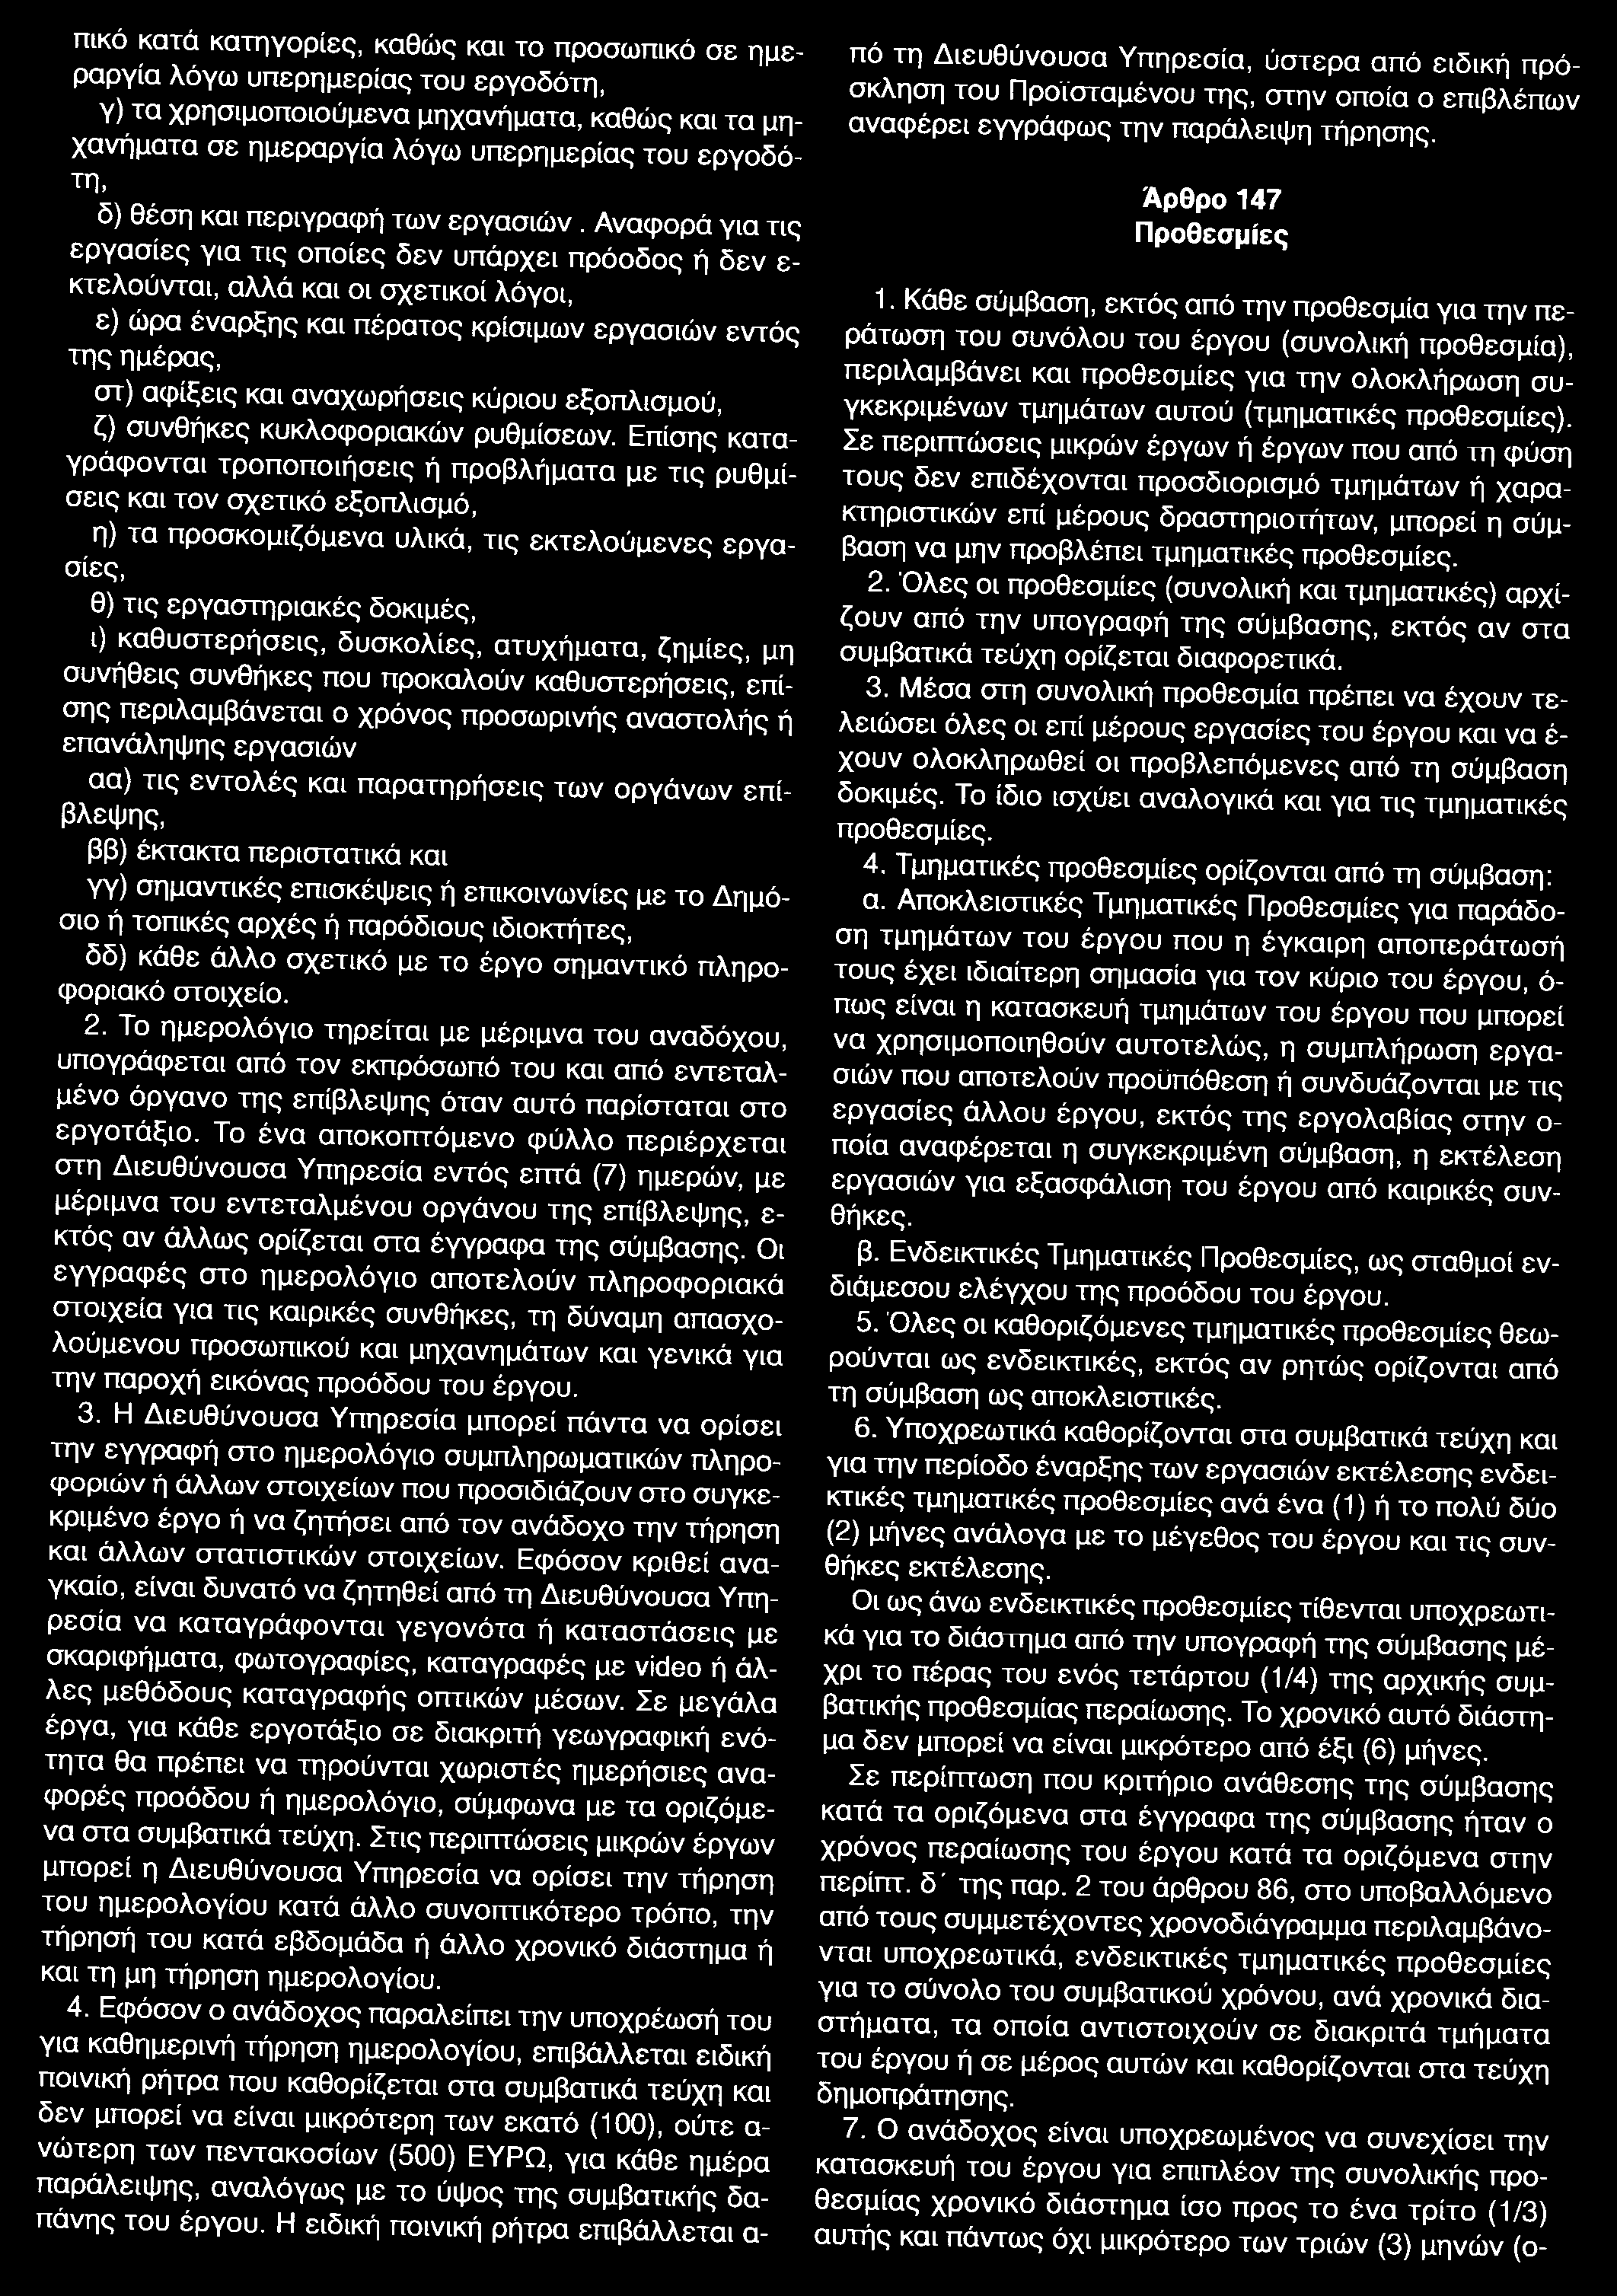 πικό κατά κατηγορίες, καθώς και το προσωπικό σε ημε-
ραργία λόγω υπερημερίας του εργοδότη,
γ) τα χρησιμοποιούμενα μηχανήματα, καθώς και τα μη-
χανήματα σε ημεραργία λόγω υπερημερίας του εργοδό-
τη,
δ) θέση και περιγραφή των εργασιών . Αναφορά για τις
εργασίες για τις οποίες δεν υπάρχει πρόοδος ή δεν ε-
κτελούνται, αλλά και οι σχετικοί λόγοι,
ε) ώρα έναρξης και πέρατος κρίσιμων εργασιών εντός
της ημέρας,
στ) αφίξεις και αναχωρήσεις κύριου εξοπλισμού,
ζ) συνθήκες κυκλοφοριακών ρυθμίσεων. Επίσης κατα-
γράφονται τροποποιήσεις ή προβλήματα με τις ρυθμί-
σεις και τον σχετικό εξοπλισμό,
η) τα προσκομιζόμενα υλικά, τις εκτελούμενες εργα-
σίες,
θ) τις εργαστηριακές δοκιμές,
ι) καθυστερήσεις, δυσκολίες, ατυχήματα, ζημίες, μη
συνήθεις συνθήκες που προκαλούν καθυστερήσεις, επί-
σης περιλαμβάνεται ο χρόνος προσωρινής αναστολής ή
επανάληψης εργασιών
αα) τις εντολές και παρατηρήσεις των οργάνων επί-
βλεψης,
ββ) έκτακτα περιστατικά και
γγ) σημαντικές επισκέψεις ή επικοινωνίες με το Δημό-
σιο ή τοπικές αρχές ή παρόδιους ιδιοκτήτες,
δδ) κάθε άλλο σχετικό με το έργο σημαντικό πληρο-
φοριακό στοιχείο.
2. Το ημερολόγιο τηρείται με μέριμνα του αναδόχου,
υπογράφεται από τον εκπρόσωπό του και από εντεταλ-
μένο όργανο της επίβλεψης όταν αυτό παρίσταται στο
εργοτάξιο. Το ένα αποκοπτόμενο φύλλο περιέρχεται
στη Διευθύνουσα Υπηρεσία εντός επτά (7) ημερών, με
μέριμνα του εντεταλμένου οργάνου της επίβλεψης, ε-
κτός αν άλλως ορίζεται στα έγγραφα της σύμβασης. Οι
εγγραφές στο ημερολόγιο αποτελούν πληροφοριακά
στοιχεία για τις καιρικές συνθήκες, τη δύναμη απασχο-
λούμενου προσωπικού και μηχανημάτων και γενικά για
την παροχή εικόνας προόδου του έργου.
3. Η Διευθύνουσα Υπηρεσία μπορεί πάντα να ορίσει
την εγγραφή στο ημερολόγιο συμπληρωματικών πληρο-
φοριών ή άλλων στοιχείων που προσιδιάζουν στο συγκε-
κριμένο έργο ή να ζητήσει από τον ανάδοχο την τήρηση
και άλλων στατιστικών στοιχείων. Εφόσον κριθεί ανα-
γκαίο, είναι δυνατό να ζητηθεί από τη Διευθύνουσα Υπη-
ρεσία να καταγράφονται γεγονότα ή καταστάσεις με
σκαριφήματα, φωτογραφίες, καταγραφές με video ή άλ-
λες μεθόδους καταγραφής οπτικών μέσων. Σε μεγάλα
έργα, για κάθε εργοτάξιο σε διακριτή γεωγραφική ενό-
τητα θα πρέπει να τηρούνται χωριστές ημερήσιες ανα-
φορές προόδου ή ημερολόγιο, σύμφωνα με τα οριζόμε-
να στα συμβατικά τεύχη. Στις περιπτώσεις μικρών έργων
μπορεί η Διευθύνουσα Υπηρεσία να ορίσει την τήρηση
του ημερολογίου κατά άλλο συνοπτικότερο τρόπο, την
τήρησή του κατά εβδομάδα ή άλλο χρονικό διάστημα ή
και τη μη τήρηση ημερολογίου.
4. Εφόσον ο ανάδοχος παραλείπει την υποχρέωσή του
για καθημερινή τήρηση ημερολογίου, επιβάλλεται ειδική
ποινική ρήτρα που καθορίζεται στα συμβατικά τεύχη και
δεν μπορεί να είναι μικρότερη των εκατό (100), ούτε α-
νώτερη των πεντακοσίων (500) ΕΥΡΩ, για κάθε ημέρα
παράλειψης, αναλόγως με το ύψος της συμβατικής δα-
πάνης του έργου. Η ειδική ποινική ρήτρα επιβάλλεται α-
πό τη Διευθύνουσα Υπηρεσία, ύστερα από ειδική πρό-
σκληση του Προϊσταμένου της, στην οποία ο επιβλέπων
αναφέρει εγγράφως την παράλειψη τήρησης.
Άρθρο 147
Προθεσμίες
1. Κάθε σύμβαση, εκτός από την προθεσμία για την πε-
ράτωση του συνόλου του έργου (συνολική προθεσμία),
περιλαμβάνει και προθεσμίες για την ολοκλήρωση συ-
γκεκριμένων τμημάτων αυτού (τμηματικές προθεσμίες).
Σε περιπτώσεις μικρών έργων ή έργων που από τη φύση
τους δεν επιδέχονται προσδιορισμό τμημάτων ή χαρα-
κτηριστικών επί μέρους δραστηριοτήτων, μπορεί η σύμ-
βαση να μην προβλέπει τμηματικές προθεσμίες.
2. Όλες οι προθεσμίες (συνολική και τμηματικές) αρχί-
ζουν από την υπογραφή της σύμβασης, εκτός αν στα
συμβατικά τεύχη ορίζεται διαφορετικά.
3. Μέσα στη συνολική προθεσμία πρέπει να έχουν τε-
λειώσει όλες οι επί μέρους εργασίες του έργου και να έ-
χουν ολοκληρωθεί οι προβλεπόμενες από τη σύμβαση
δοκιμές. Το ίδιο ισχύει αναλογικά και για τις τμηματικές
προθεσμίες.
4. Τμηματικές προθεσμίες ορίζονται από τη σύμβαση:
α. Αποκλειστικές Τμηματικές Προθεσμίες για παράδο-
ση τμημάτων του έργου που η έγκαιρη αποπεράτωσή
τους έχει ιδιαίτερη σημασία για τον κύριο του έργου, ό-
πως είναι η κατασκευή τμημάτων του έργου που μπορεί
να χρησιμοποιηθούν αυτοτελώς, η συμπλήρωση εργα-
σιών που αποτελούν προϋπόθεση ή συνδυάζονται με τις
εργασίες άλλου έργου, εκτός της εργολαβίας στην ο-
ποία αναφέρεται η συγκεκριμένη σύμβαση, η εκτέλεση
εργασιών για εξασφάλιση του έργου από καιρικές συν-
θήκες.
β. Ενδεικτικές Τμηματικές Προθεσμίες, ως σταθμοί εν-
διάμεσου ελέγχου της προόδου του έργου.
5. Όλες οι καθοριζόμενες τμηματικές προθεσμίες θεω-
ρούνται ως ενδεικτικές, εκτός αν ρητώς ορίζονται από
τη σύμβαση ως αποκλειστικές.
6. Υποχρεωτικά καθορίζονται στα συμβατικά τεύχη και
για την περίοδο έναρξης των εργασιών εκτέλεσης ενδει-
κτικές τμηματικές προθεσμίες ανά ένα (1) ή το πολύ δύο
(2) μήνες ανάλογα με το μέγεθος του έργου και τις συν-
θήκες εκτέλεσης.
Οι ως άνω ενδεικτικές προθεσμίες τίθενται υποχρεωτι-
κά για το διάστημα από την υπογραφή της σύμβασης μέ-
χρι το πέρας του ενός τετάρτου (1/4) της αρχικής συμ-
βατικής προθεσμίας περαίωσης. Το χρονικό αυτό διάστη-
μα δεν μπορεί να είναι μικρότερο από έξι (6) μήνες.
Σε περίπτωση που κριτήριο ανάθεσης της σύμβασης
κατά τα οριζόμενα στα έγγραφα της σύμβασης ήταν ο
χρόνος περαίωσης του έργου κατά τα οριζόμενα στην
περίπτ. δ΄ της παρ. 2 του άρθρου 86, στο υποβαλλόμενο
από τους συμμετέχοντες χρονοδιάγραμμα περιλαμβάνο-
νται υποχρεωτικά, ενδεικτικές τμηματικές προθεσμίες
για το σύνολο του συμβατικού χρόνου, ανά χρονικά δια-
στήματα, τα οποία αντιστοιχούν σε διακριτά τμήματα
του έργου ή σε μέρος αυτών και καθορίζονται στα τεύχη
δημοπράτησης.
7. Ο ανάδοχος είναι υποχρεωμένος να συνεχίσει την
κατασκευή του έργου για επιπλέον της συνολικής προ-
θεσμίας χρονικό διάστημα ίσο προς το ένα τρίτο (1/3)
αυτής και πάντως όχι μικρότερο των τριών (3) μηνών (ο-